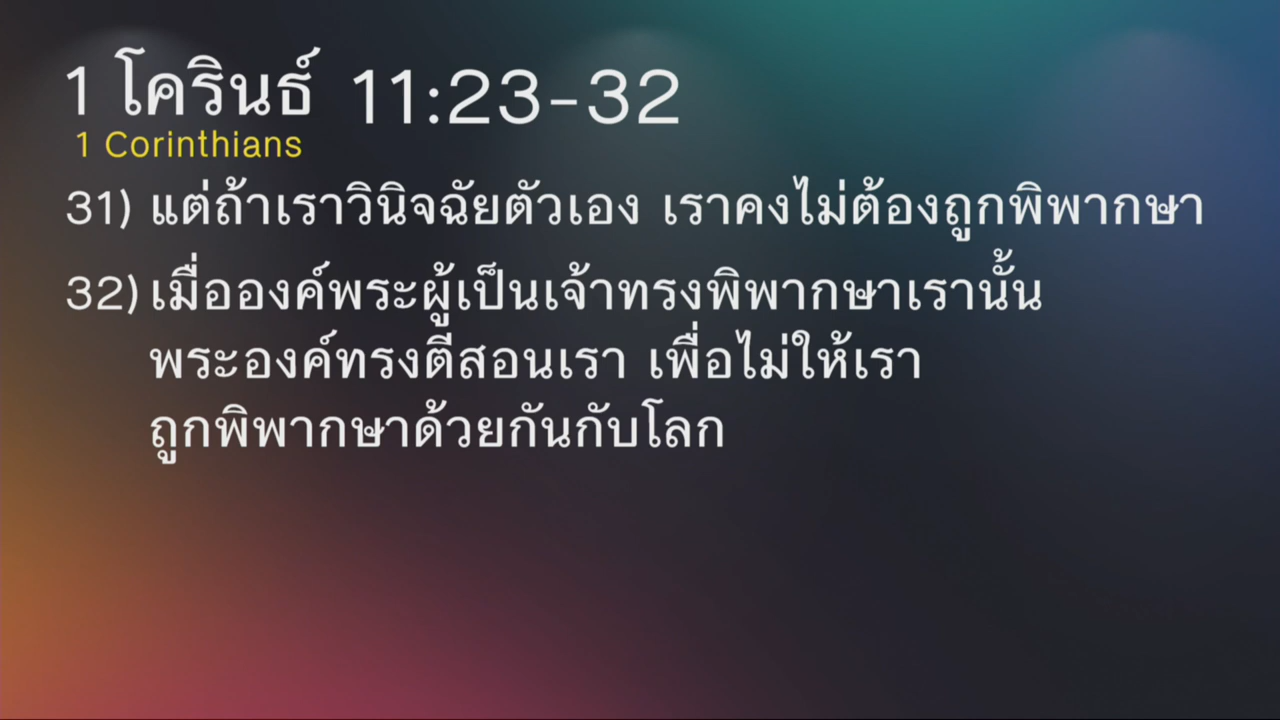 1 โครินธ์ 11:23-32
1 Corinthians
31) แต่ถ้าเราวินิจฉัยตัวเอง เราคงไม่ต้องถูกพิพากษา
32) เมื่อองค์พระผู้เป็นเจ้าทรงพิพากษาเรานั้น
พระองค์ทรงตีสอนเรา เพื่อไม่ให้เรา
ถูกพิพากษาด้วยกันกับโลก